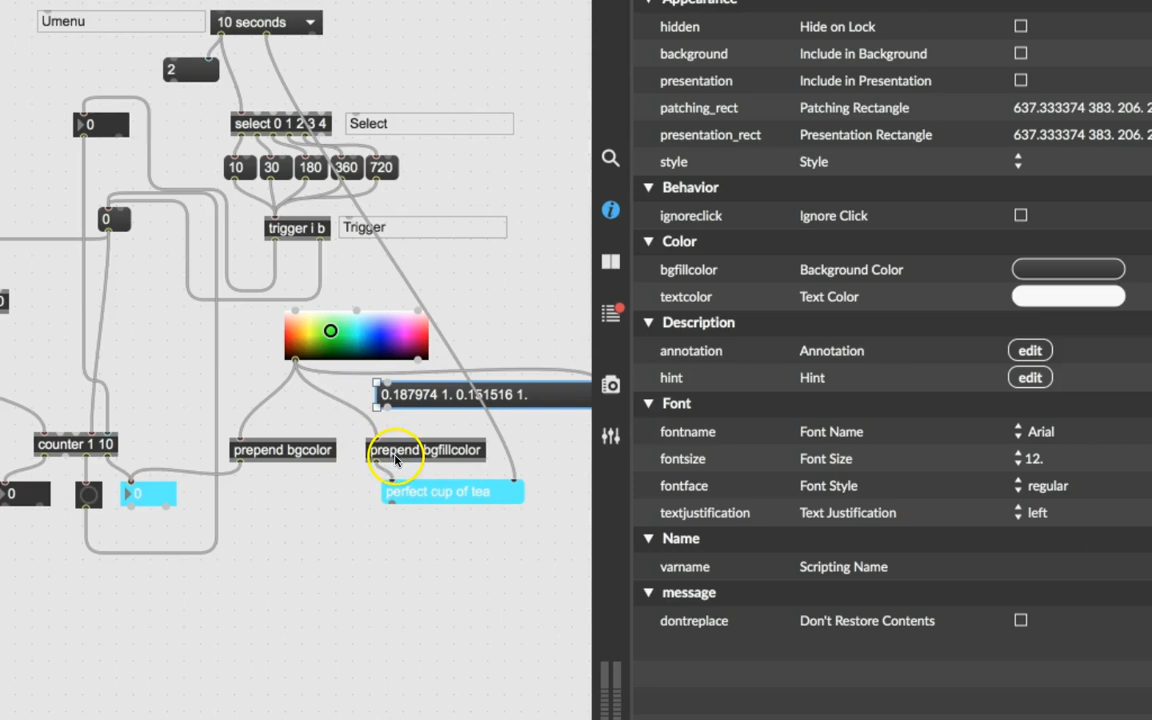 Umenu
10 seconds
2
0
select 0 1 2 3 4
Select
10
30
180
360
720
0
trigger i b
Trigger
0
0.187974 1. 0.151516 1.
counter 1 10
prepend bgcolor
prepend bgfillcolor
0
0
perfect cup of tea
Appearance
hidden Hide on Lock
background Include in Background
presentation Include in Presentation
patching_rect Patching Rectangle 637.333374 383. 206. 2
presentation_rect Presentation Rectangle 637.333374 383. 206. 2
style Style
Behavior
ignoreclick Ignore Click
Color
bgfillcolor Background Color
textcolor Text Color
Description
annotation Annotation edit
hint Hint edit
Font
fontname Font Name Arial
fontsize Font Size 12.
fontface Font Style regular
textjustification Text Justification left
Name
varname Scripting Name
message
dontreplace Don't Restore Contents